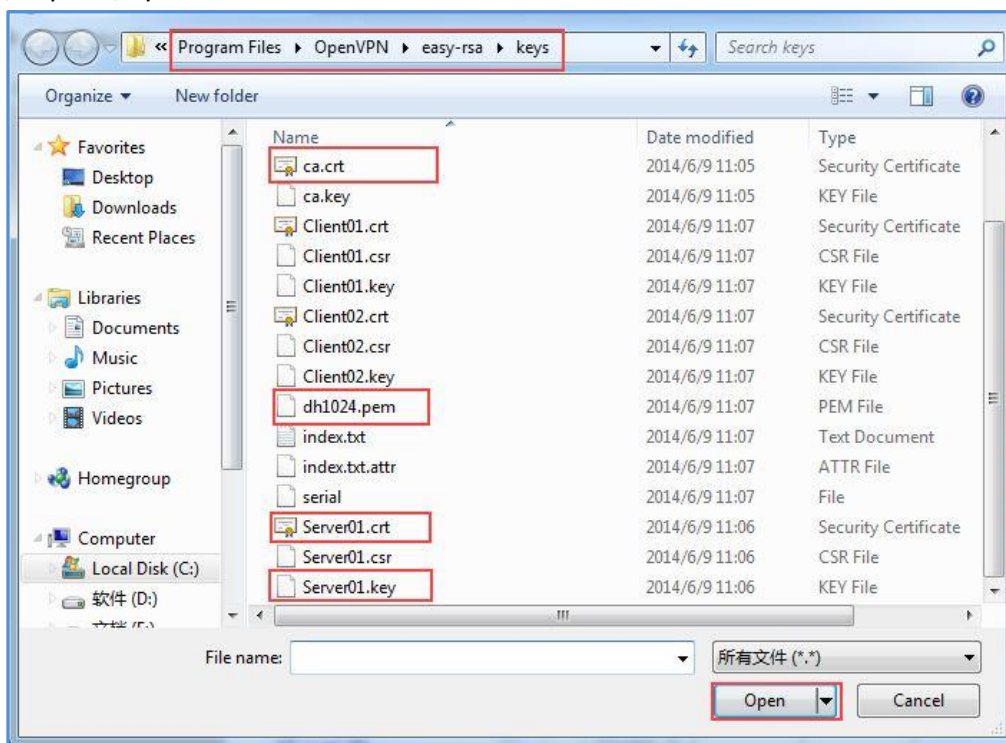 « Program Files ▸ OpenVPN ▸ easy-rsa ▸ keys
Search keys
Organize ▾ New folder
Favorites
Desktop
Downloads
Recent Places
Libraries
Documents
Music
Pictures
Videos
Homegroup
Computer
Local Disk (C:)
软件 (D:)
Name Date modified Type
ca.crt 2014/6/9 11:05 Security Certificate
ca.key 2014/6/9 11:05 KEY File
Client01.crt 2014/6/9 11:07 Security Certificate
Client01.csr 2014/6/9 11:07 CSR File
Client01.key 2014/6/9 11:07 KEY File
Client02.crt 2014/6/9 11:07 Security Certificate
Client02.csr 2014/6/9 11:07 CSR File
Client02.key 2014/6/9 11:07 KEY File
dh1024.pem 2014/6/9 11:07 PEM File
index.txt 2014/6/9 11:07 Text Document
index.txt.attr 2014/6/9 11:07 ATTR File
serial 2014/6/9 11:07 File
Server01.crt 2014/6/9 11:06 Security Certificate
Server01.csr 2014/6/9 11:06 CSR File
Server01.key 2014/6/9 11:06 KEY File
File name:
所有文件 (*.*)
Open Cancel